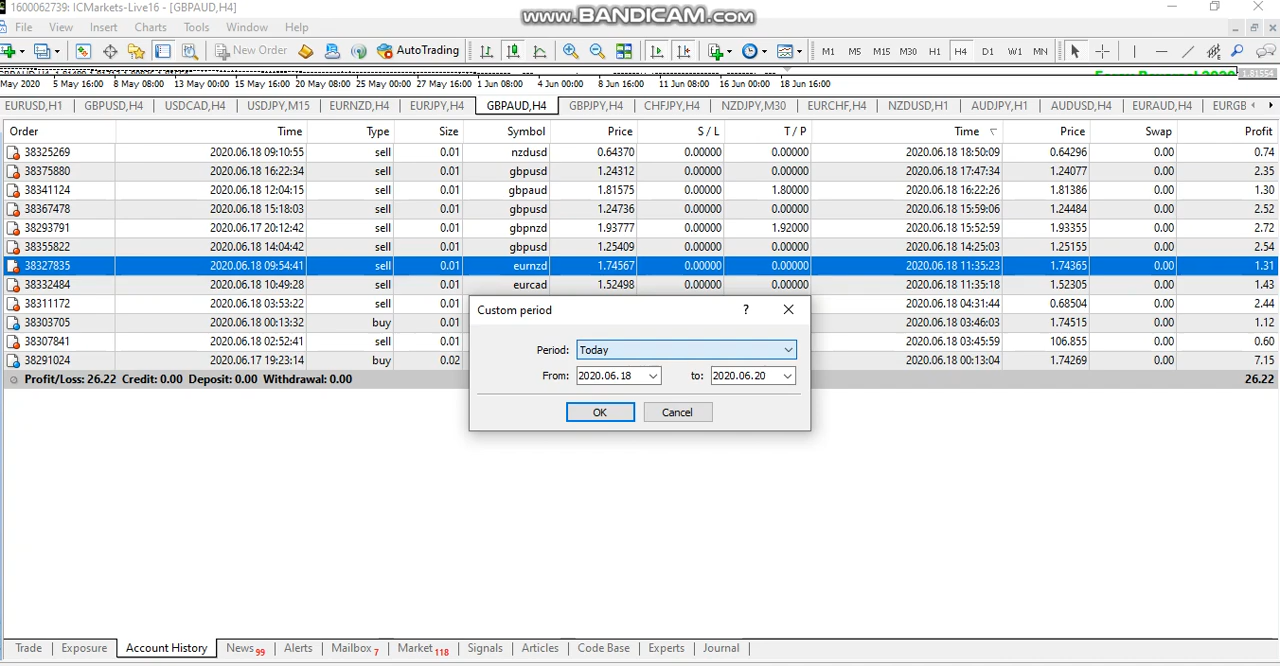 1600062739: ICMarkets-Live16 - [GBPAUD,H4]
www.BANDICAM.com
File View Insert Charts Tools Window Help
New Order AutoTrading M1 M5 M15 M30 H1 H4 D1 W1 MN
1.81554
May 2020 5 May 16:00 8 May 08:00 13 May 00:00 15 May 16:00 20 May 08:00 25 May 00:00 27 May 16:00 1 Jun 08:00 4 Jun 00:00 8 Jun 16:00 11 Jun 08:00 16 Jun 00:00 18 Jun 16:00
EURUSD,H1 GBPUSD,H4 USDCAD,H4 USDJPY,M15 EURNZD,H4 EURJPY,H4 GBPAUD,H4 GBPJPY,H4 CHFJPY,H4 NZDJPY,M30 EURCHF,H4 NZDUSD,H1 AUDJPY,H1 AUDUSD,H4 EURAUD,H4 EURGB
Order Time Type Size Symbol Price S / L T / P Time Price Swap Profit
38325269 2020.06.18 09:10:55 sell 0.01 nzdusd 0.64370 0.00000 0.00000 2020.06.18 18:50:09 0.64296 0.00 0.74
38375880 2020.06.18 16:22:34 sell 0.01 gbpusd 1.24312 0.00000 0.00000 2020.06.18 17:47:34 1.24077 0.00 2.35
38341124 2020.06.18 12:04:15 sell 0.01 gbpaud 1.81575 0.00000 1.80000 2020.06.18 16:22:26 1.81386 0.00 1.30
38367478 2020.06.18 15:18:03 sell 0.01 gbpusd 1.24736 0.00000 0.00000 2020.06.18 15:59:06 1.24484 0.00 2.52
38293791 2020.06.17 20:12:42 sell 0.01 gbpnzd 1.93777 0.00000 1.92000 2020.06.18 15:52:59 1.93355 0.00 2.72
38355822 2020.06.18 14:04:42 sell 0.01 gbpusd 1.25409 0.00000 0.00000 2020.06.18 14:25:03 1.25155 0.00 2.54
38327835 2020.06.18 09:54:41 sell 0.01 eurnzd 1.74567 0.00000 0.00000 2020.06.18 11:35:23 1.74365 0.00 1.31
38332484 2020.06.18 10:49:28 sell 0.01 eurcad 1.52498 0.00000 0.00000 2020.06.18 11:35:18 1.52305 0.00 1.43
38311172 2020.06.18 03:53:22 sell 0.01 2020.06.18 04:31:44 0.68504 0.00 2.44
38303705 2020.06.18 00:13:32 buy 0.01 2020.06.18 03:46:03 1.74515 0.00 1.12
38307841 2020.06.18 02:52:41 sell 0.01 2020.06.18 03:45:59 106.855 0.00 0.60
38291024 2020.06.17 19:23:14 buy 0.02 2020.06.18 00:13:04 1.74269 0.00 7.15
Profit/Loss: 26.22 Credit: 0.00 Deposit: 0.00 Withdrawal: 0.00 26.22
Custom period ?
Period: Today
From: 2020.06.18 to: 2020.06.20
OK Cancel
Trade Exposure Account History News 99 Alerts Mailbox 7 Market 118 Signals Articles Code Base Experts Journal